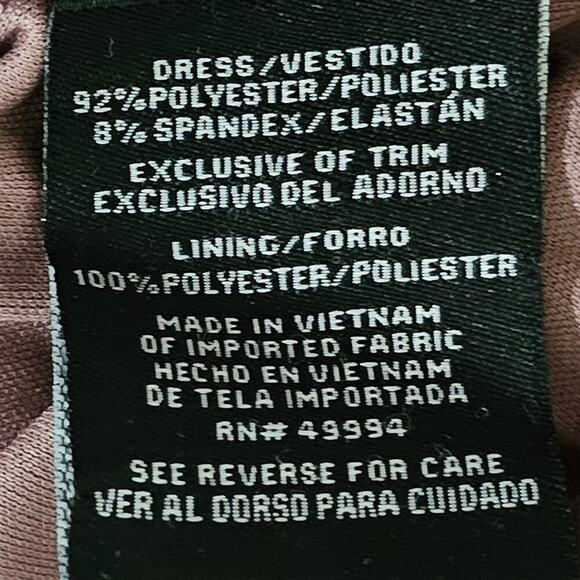 DRESS/VESTIDO
92%POLYESTER/POLIESTER
8% SPANDEX/ELASTÁN
EXCLUSIVE OF TRIM
EXCLUSIVO DEL ADORNO
LINING/FORRO
100%POLYESTER/POLIESTER
MADE IN VIETNAM
OF IMPORTED FABRIC
HECHO EN VIETNAM
DE TELA IMPORTADA
RN# 49994
SEE REVERSE FOR CARE
VER AL DORSO PARA CUIDADO